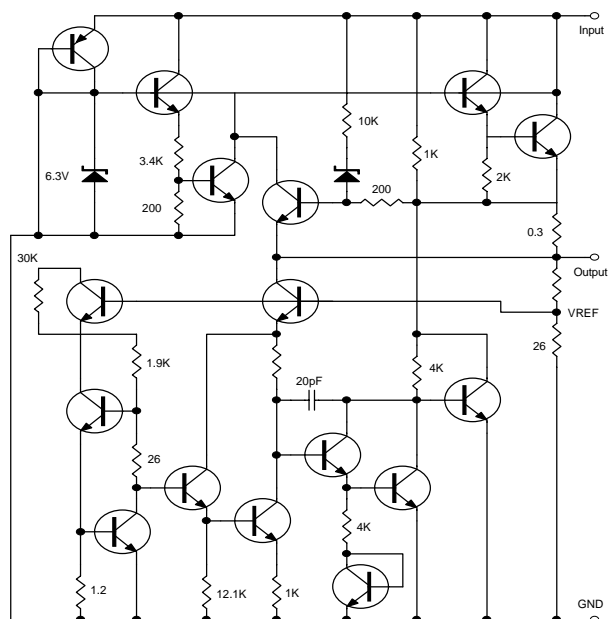 Input
10K
3.4K
1K
2K
6.3V
200
200
0.3
30K
Output
VREF
1.9K
26
4K
20pF
26
4K
1.2
12.1K
1K
GND